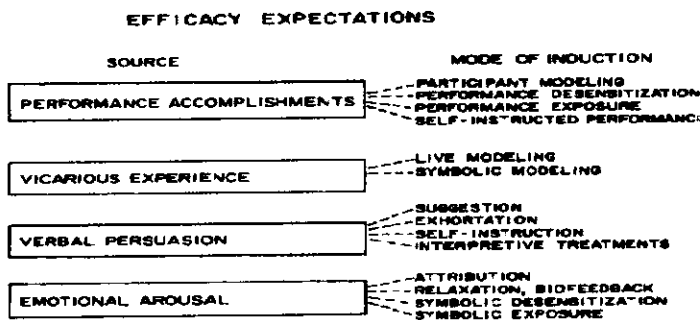 EFFICACY EXPECTATIONS
SOURCE
MODE OF INDUCTION
PERFORMANCE ACCOMPLISHMENTS
PARTICIPANT MODELING
PERFORMANCE DESENSITIZATION
PERFORMANCE EXPOSURE
SELF-INSTRUCTED PERFORMANC
VICARIOUS EXPERIENCE
LIVE MODELING
SYMBOLIC MODELING
VERBAL PERSUASION
SUGGESTION
EXHORTATION
SELF-INSTRUCTION
INTERPRETIVE TREATMENTS
EMOTIONAL AROUSAL
ATTRIBUTION
RELAXATION, BIOFEEDBACK
SYMBOLIC DESENSITIZATION
SYMBOLIC EXPOSURE